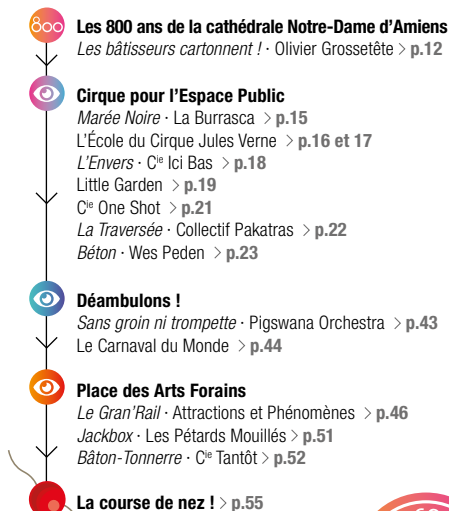 800
Les 800 ans de la cathédrale Notre-Dame d'Amiens
Les bâtisseurs cartonnent ! · Olivier Grossetête > p.12
Cirque pour l'Espace Public
Marée Noire · La Burrasca > p.15
L'École du Cirque Jules Verne > p.16 et 17
L'Envers · Cie Ici Bas > p.18
Little Garden > p.19
Cie One Shot > p.21
La Traversée · Collectif Pakatras > p.22
Béton · Wes Peden > p.23
Déambulons !
Sans groin ni trompette · Pigswana Orchestra > p.43
Le Carnaval du Monde > p.44
Place des Arts Forains
Le Gran'Rail · Attractions et Phénomènes > p.46
Jackbox · Les Pétards Mouillés > p.51
Bâton-Tonnerre · Cie Tantôt > p.52
La course de nez ! > p.55